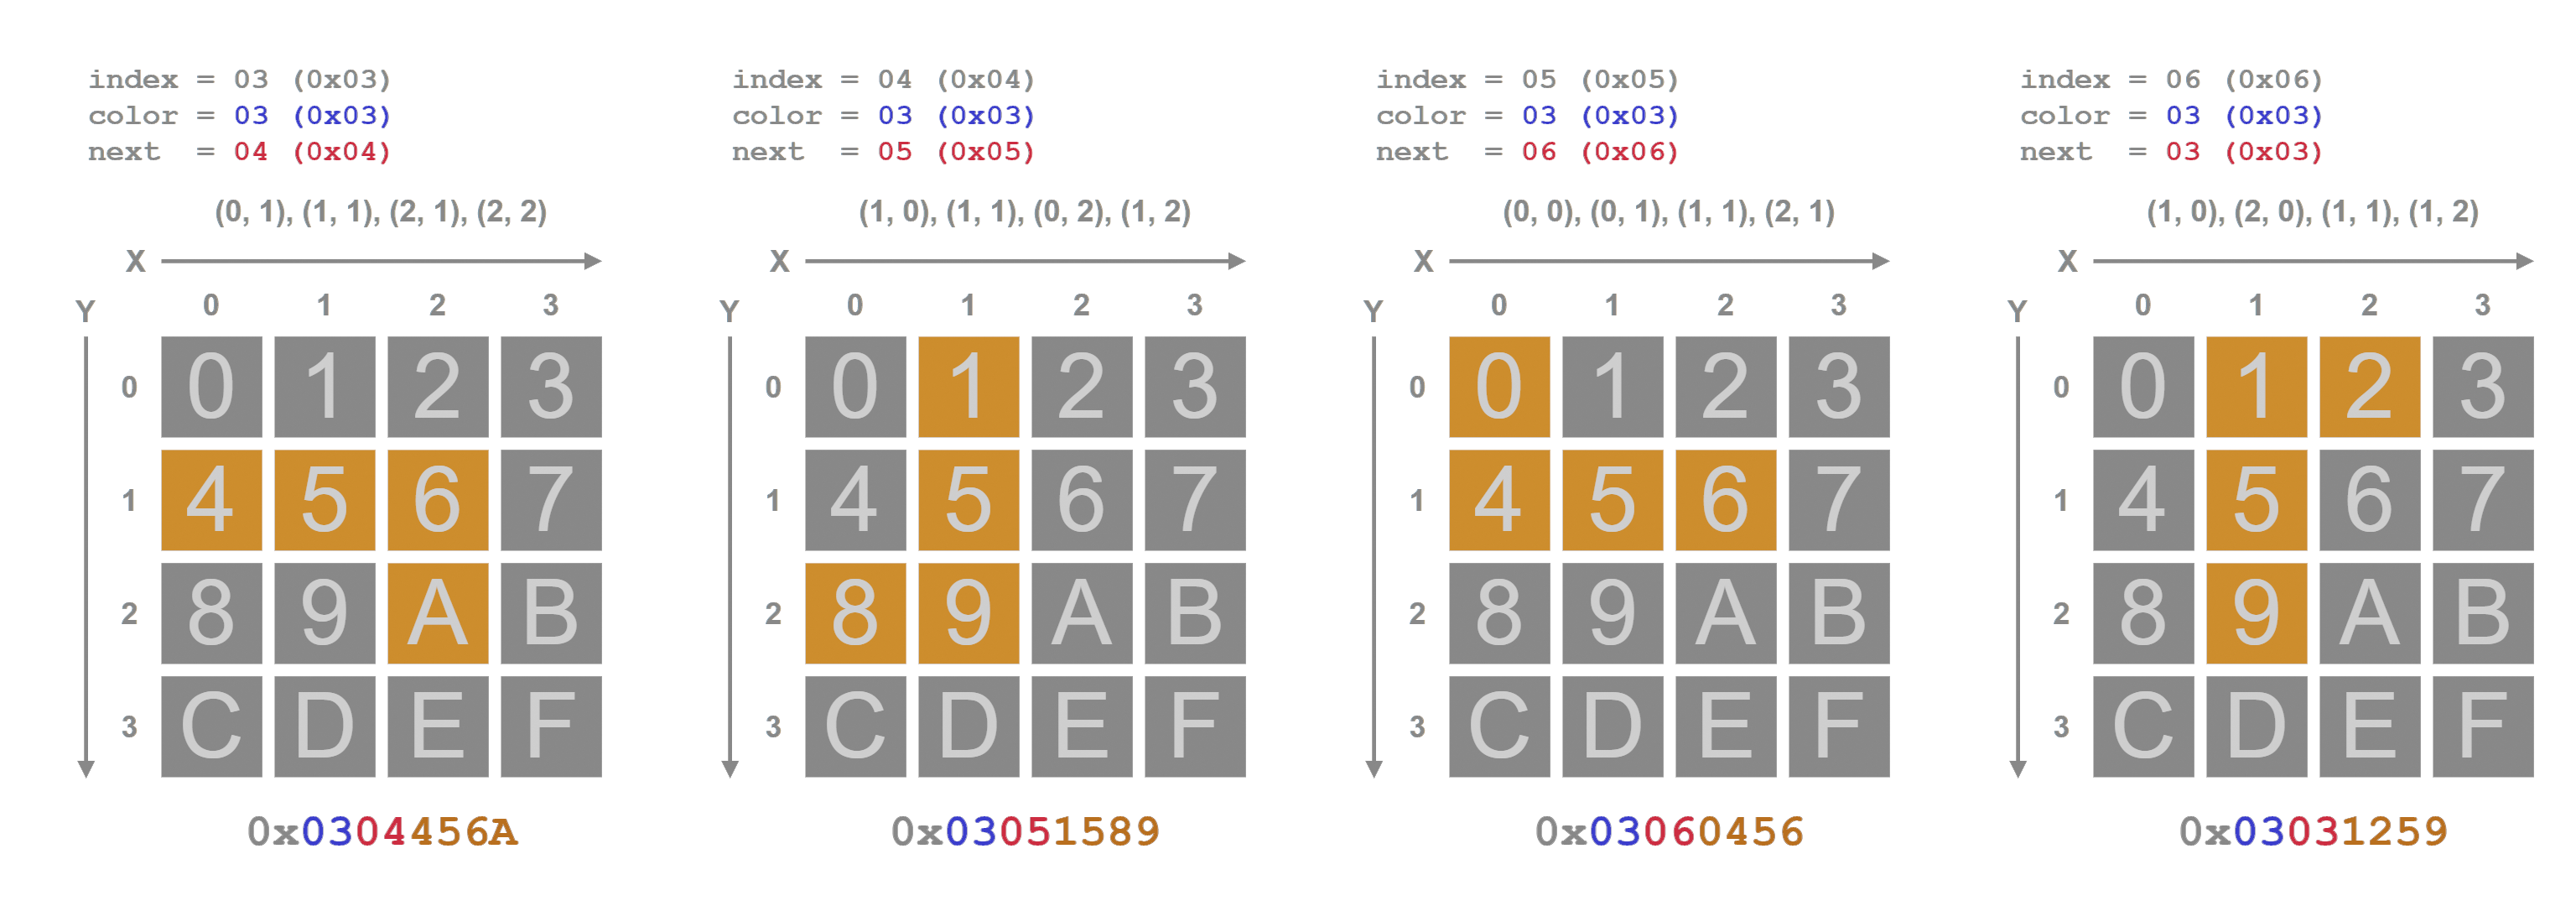 index = 03 (0x03)
color = 03 (0x03)
next  = 04 (0x04)
(0, 1), (1, 1), (2, 1), (2, 2)
X
Y 0 1 2 3
0 0 1 2 3
1 4 5 6 7
2 8 9 A B
3 C D E F
0x0304456A
index = 04 (0x04)
color = 03 (0x03)
next  = 05 (0x05)
(1, 0), (1, 1), (0, 2), (1, 2)
X
Y 0 1 2 3
0 0 1 2 3
1 4 5 6 7
2 8 9 A B
3 C D E F
0x03051589
index = 05 (0x05)
color = 03 (0x03)
next  = 06 (0x06)
(0, 0), (0, 1), (1, 1), (2, 1)
X
Y 0 1 2 3
0 0 1 2 3
1 4 5 6 7
2 8 9 A B
3 C D E F
0x03060456
index = 06 (0x06)
color = 03 (0x03)
next  = 03 (0x03)
(1, 0), (2, 0), (1, 1), (1, 2)
X
Y 0 1 2 3
0 0 1 2 3
1 4 5 6 7
2 8 9 A B
3 C D E F
0x03031259